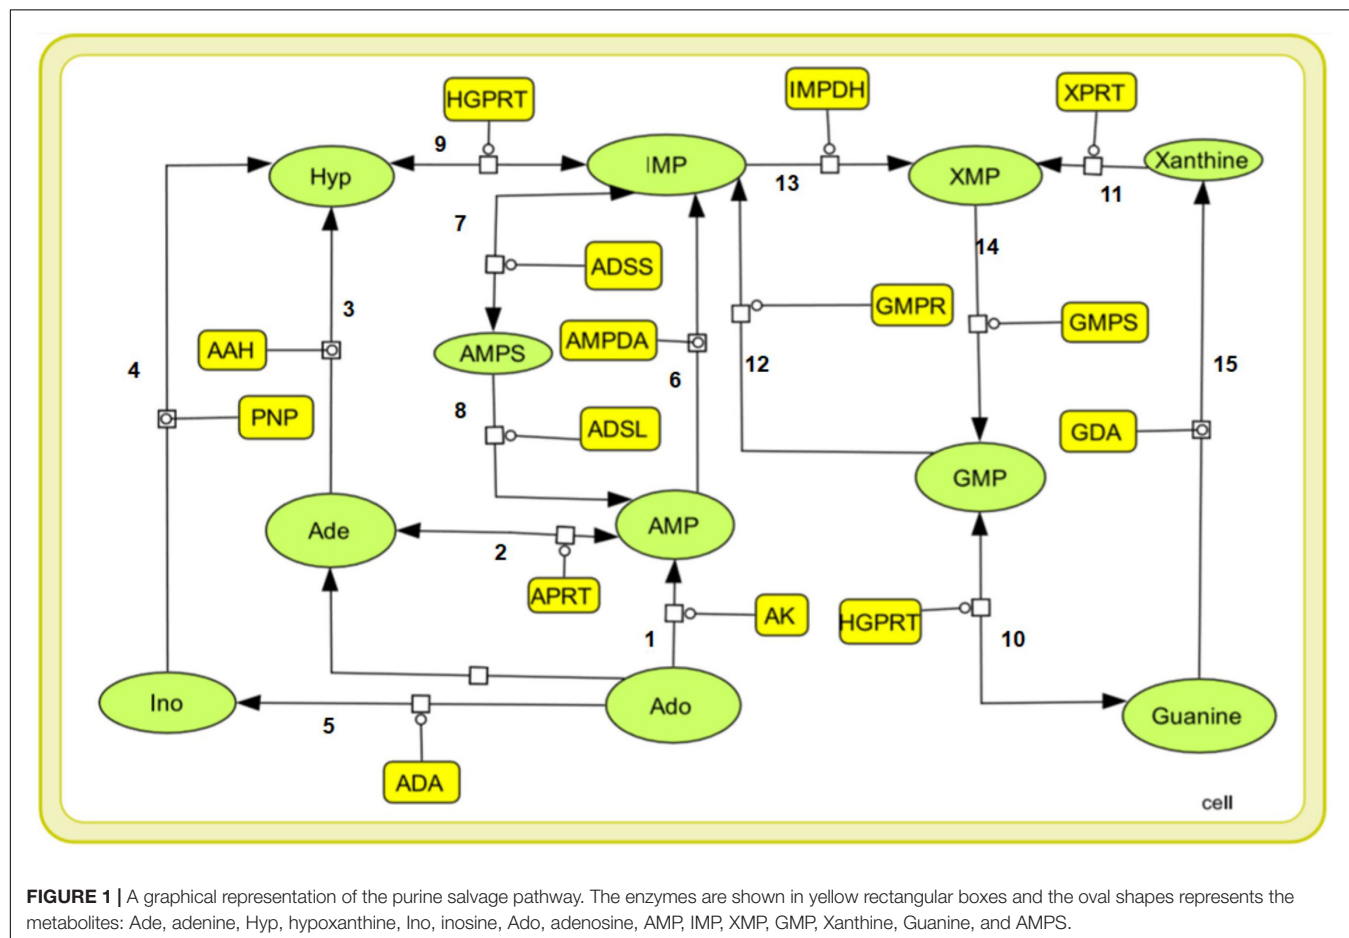 HGPRT
IMPDH
XPRT
9
Hyp
IMP
13
XMP
11
Xanthine
7
14
ADSS
GMPR
GMPS
3
AAH
AMPS
AMPDA
4
6
12
15
PNP
8
ADSL
GDA
GMP
Ade
AMP
2
APRT
AK
HGPRT
1
10
Ino
Ado
Guanine
5
ADA
cell
FIGURE 1 | A graphical representation of the purine salvage pathway. The enzymes are shown in yellow rectangular boxes and the oval shapes represents the
metabolites: Ade, adenine, Hyp, hypoxanthine, Ino, inosine, Ado, adenosine, AMP, IMP, XMP, GMP, Xanthine, Guanine, and AMPS.